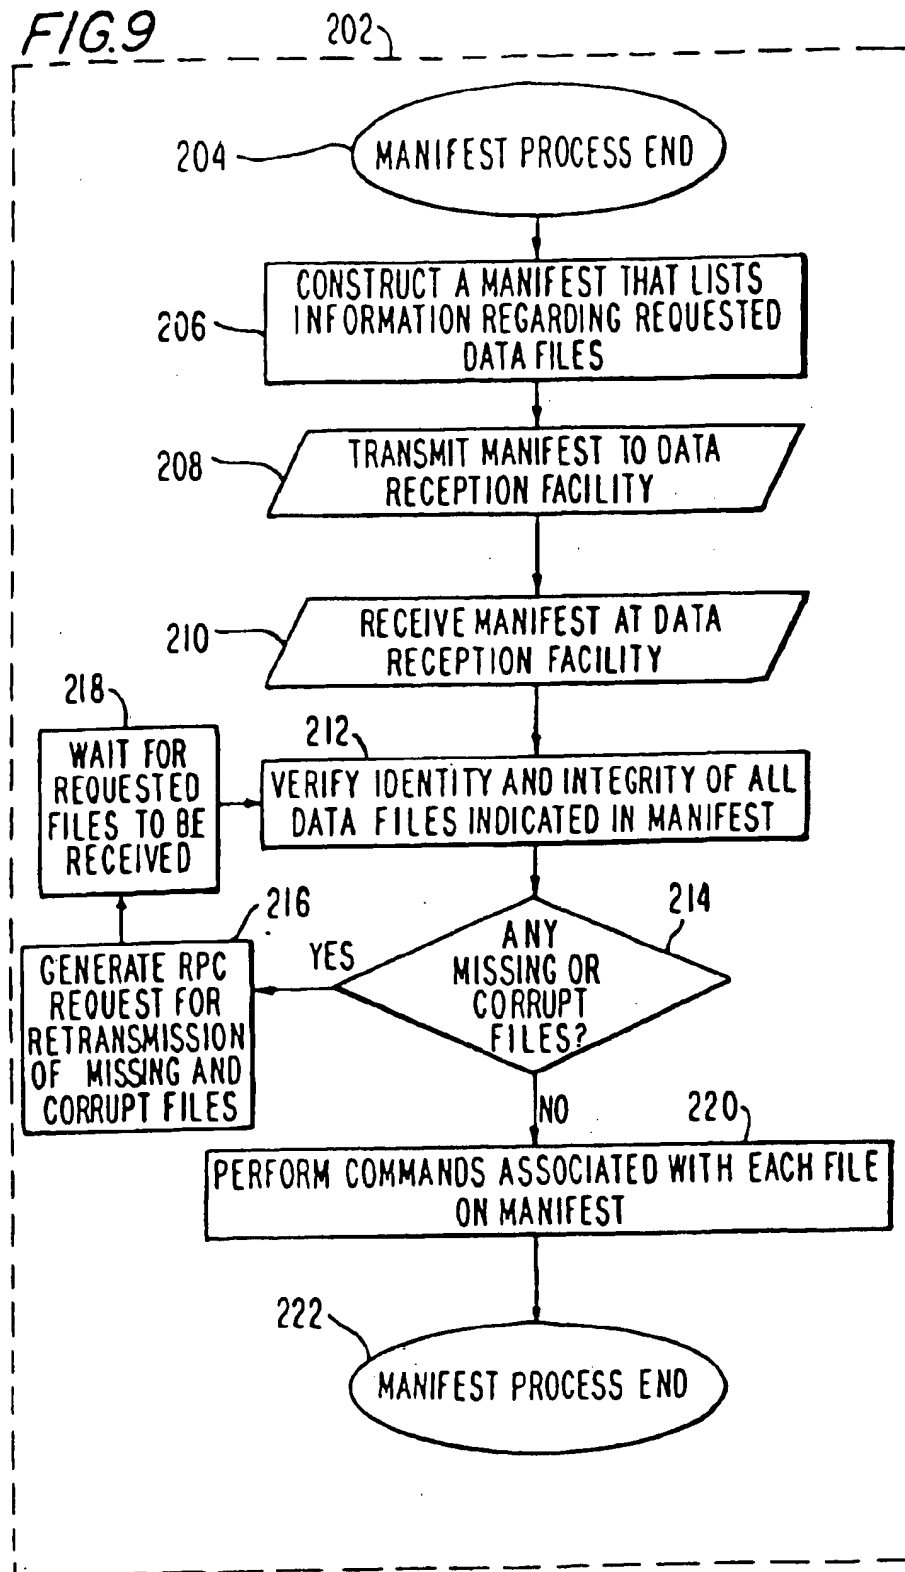 FIG.9
202
204
MANIFEST PROCESS END
206
CONSTRUCT A MANIFEST THAT LISTS
INFORMATION REGARDING REQUESTED
DATA FILES
208
TRANSMIT MANIFEST TO DATA
RECEPTION FACILITY
210
RECEIVE MANIFEST AT DATA
RECEPTION FACILITY
218
WAIT FOR
REQUESTED
FILES TO BE
RECEIVED
212
VERIFY IDENTITY AND INTEGRITY OF ALL
DATA FILES INDICATED IN MANIFEST
214
ANY
MISSING OR
CORRUPT
FILES?
YES
216
GENERATE RPC
REQUEST FOR
RETRANSMISSION
OF MISSING AND
CORRUPT FILES
NO
220
PERFORM COMMANDS ASSOCIATED WITH EACH FILE
ON MANIFEST
222
MANIFEST PROCESS END